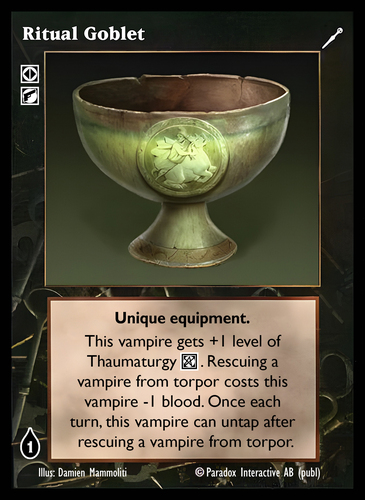 Ritual Goblet
Unique equipment.
This vampire gets +1 level of
Thaumaturgy . Rescuing a
vampire from torpor costs this
vampire -1 blood. Once each
turn, this vampire can untap after
rescuing a vampire from torpor.
1
Illus: Damien Mammoliti © Paradox Interactive AB (publ)